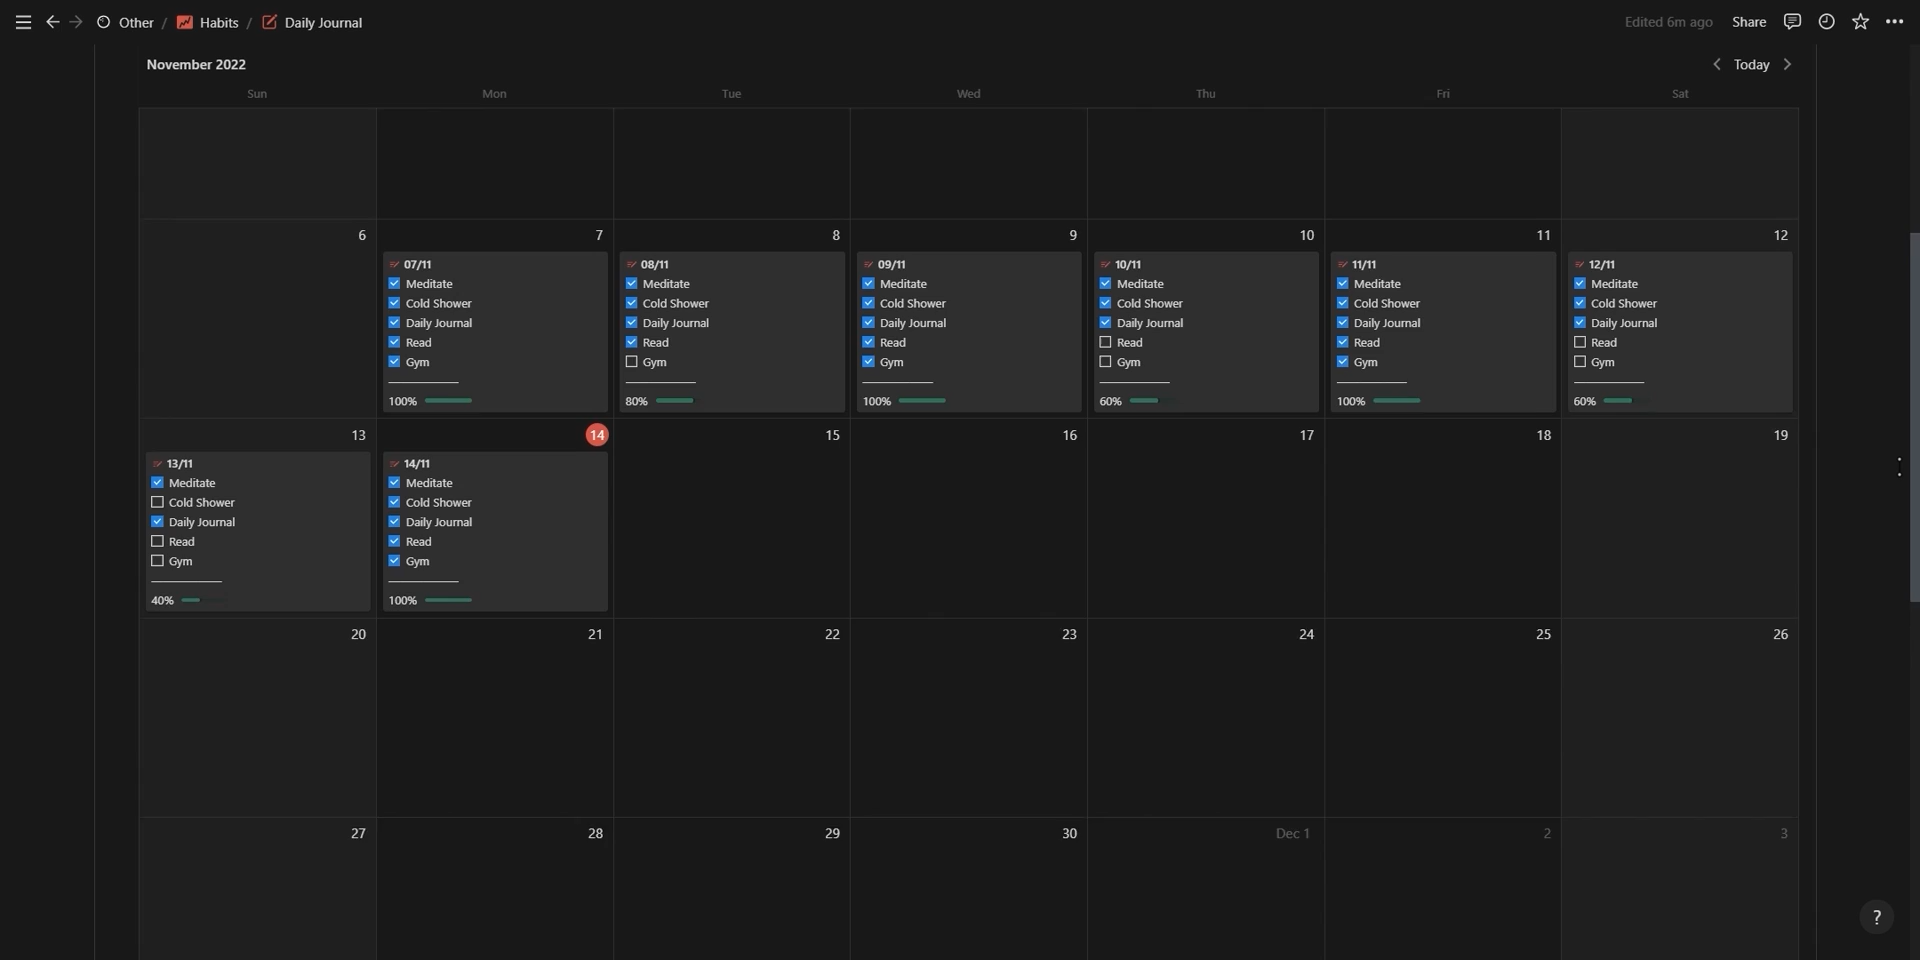 Other / Habits / Daily Journal
Edited 6m ago Share
November 2022
Today
Sun Mon Tue Wed Thu Fri Sat
6 7 8 9 10 11 12
07/11
Meditate
Cold Shower
Daily Journal
Read
Gym
100%
08/11
Meditate
Cold Shower
Daily Journal
Read
Gym
80%
09/11
Meditate
Cold Shower
Daily Journal
Read
Gym
100%
10/11
Meditate
Cold Shower
Daily Journal
Read
Gym
60%
11/11
Meditate
Cold Shower
Daily Journal
Read
Gym
100%
12/11
Meditate
Cold Shower
Daily Journal
Read
Gym
60%
13 14 15 16 17 18 19
13/11
Meditate
Cold Shower
Daily Journal
Read
Gym
40%
14/11
Meditate
Cold Shower
Daily Journal
Read
Gym
100%
20 21 22 23 24 25 26
27 28 29 30 Dec 1 2 3
?